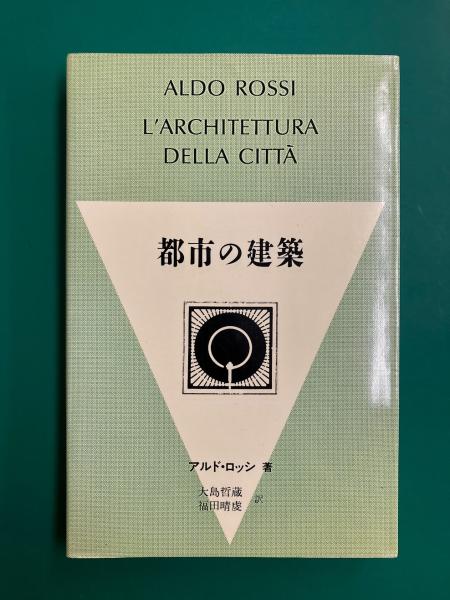 ALDO ROSSI
L'ARCHITETTURA
DELLA CITTÀ
都市の建築
アルド・ロッシ 著
大島哲蔵
福田晴虔 訳